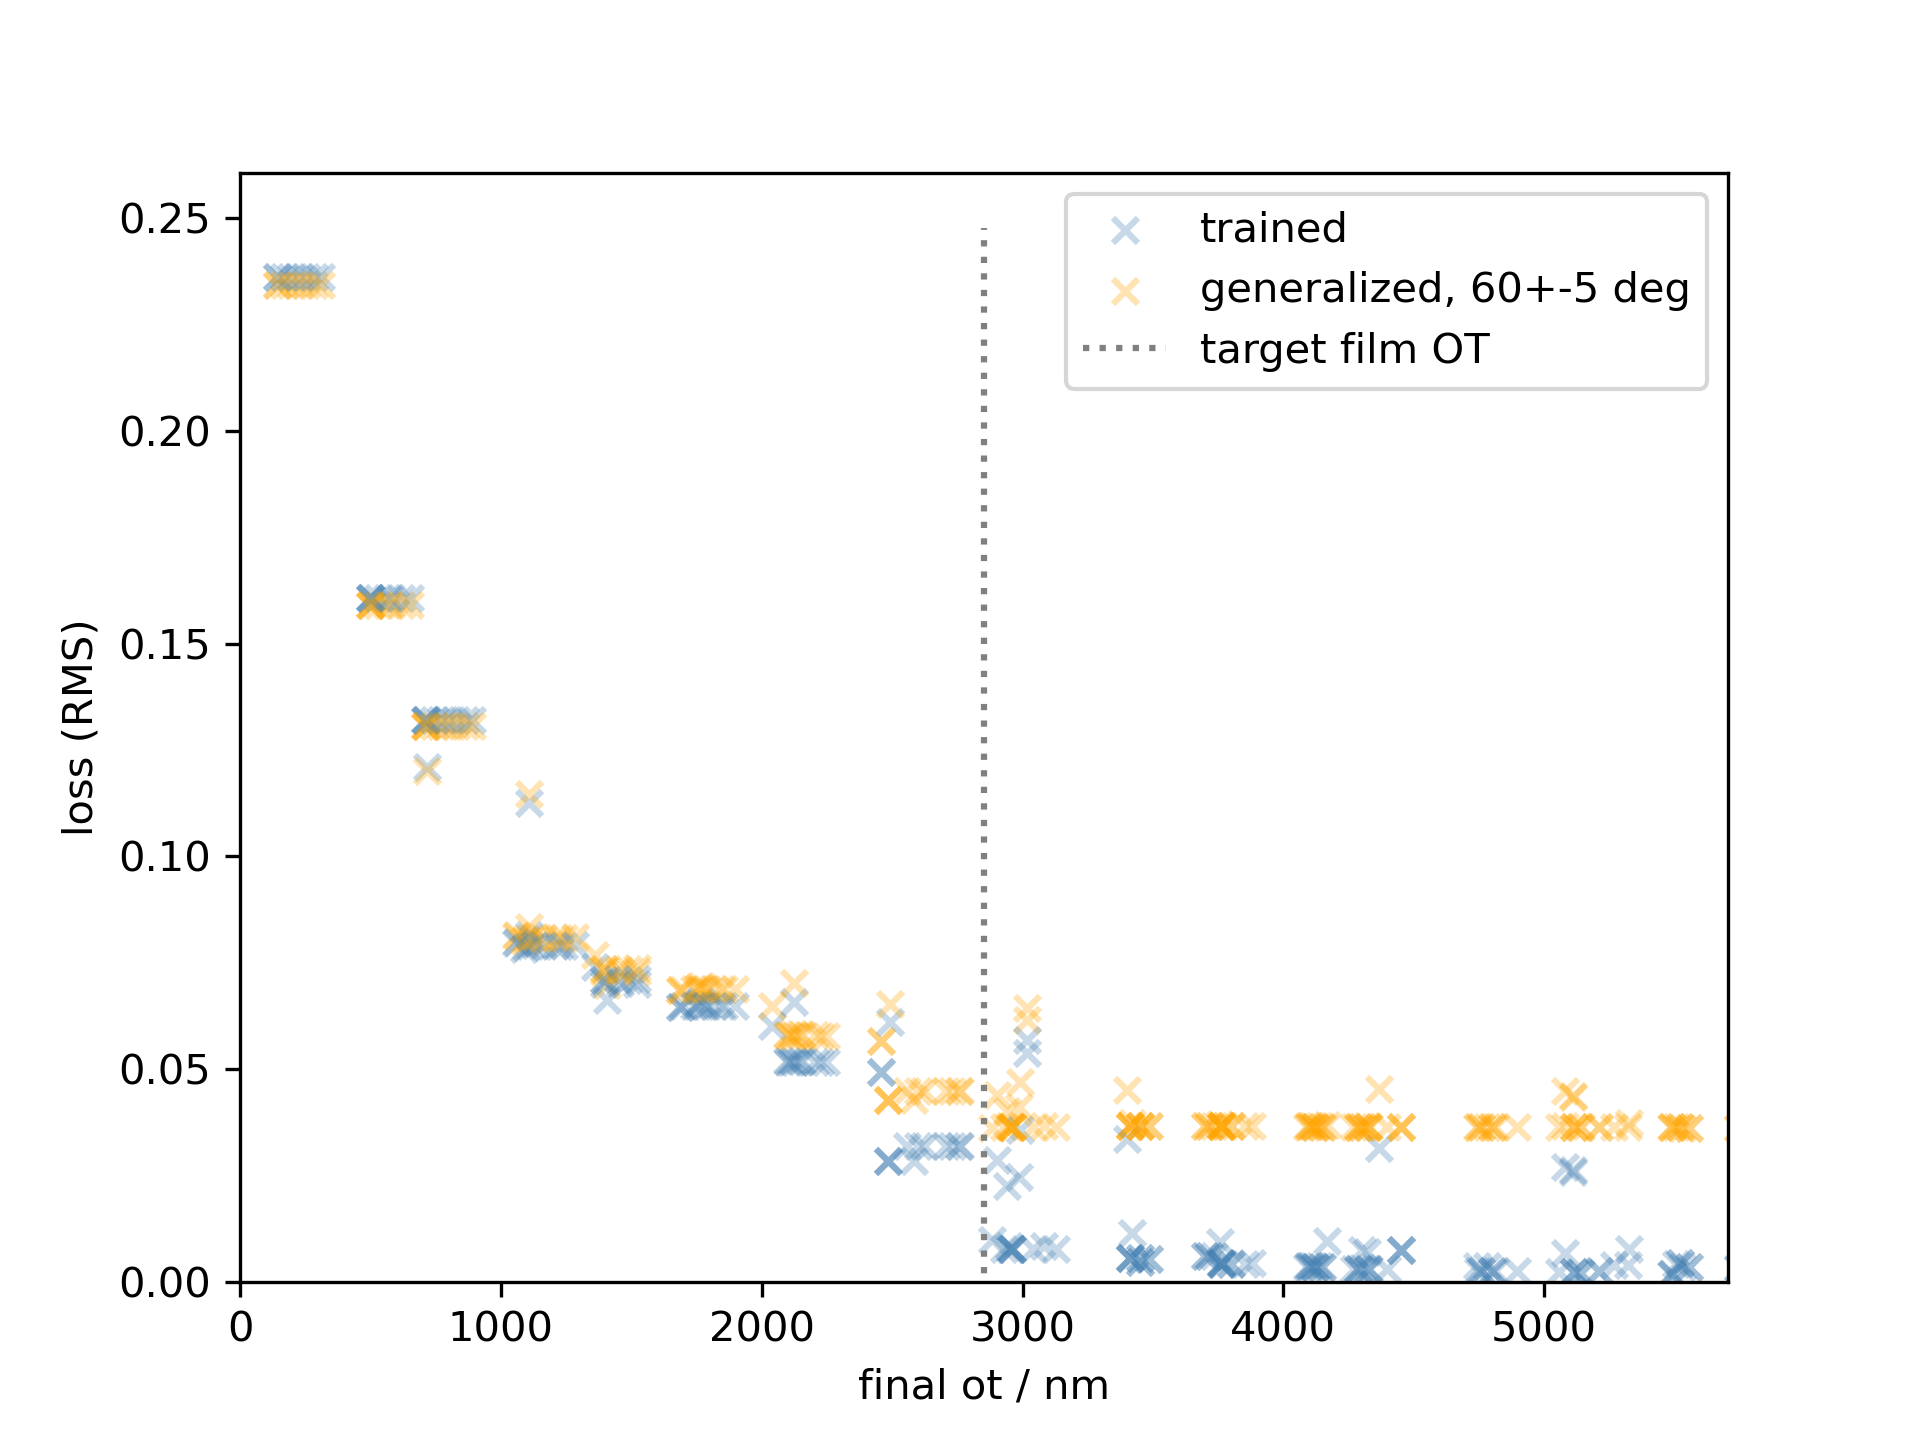 trained
generalized, 60+-5 deg
target film OT
0.25
0.20
0.15
0.10
0.05
0.00
loss (RMS)
0 1000 2000 3000 4000 5000
final ot / nm